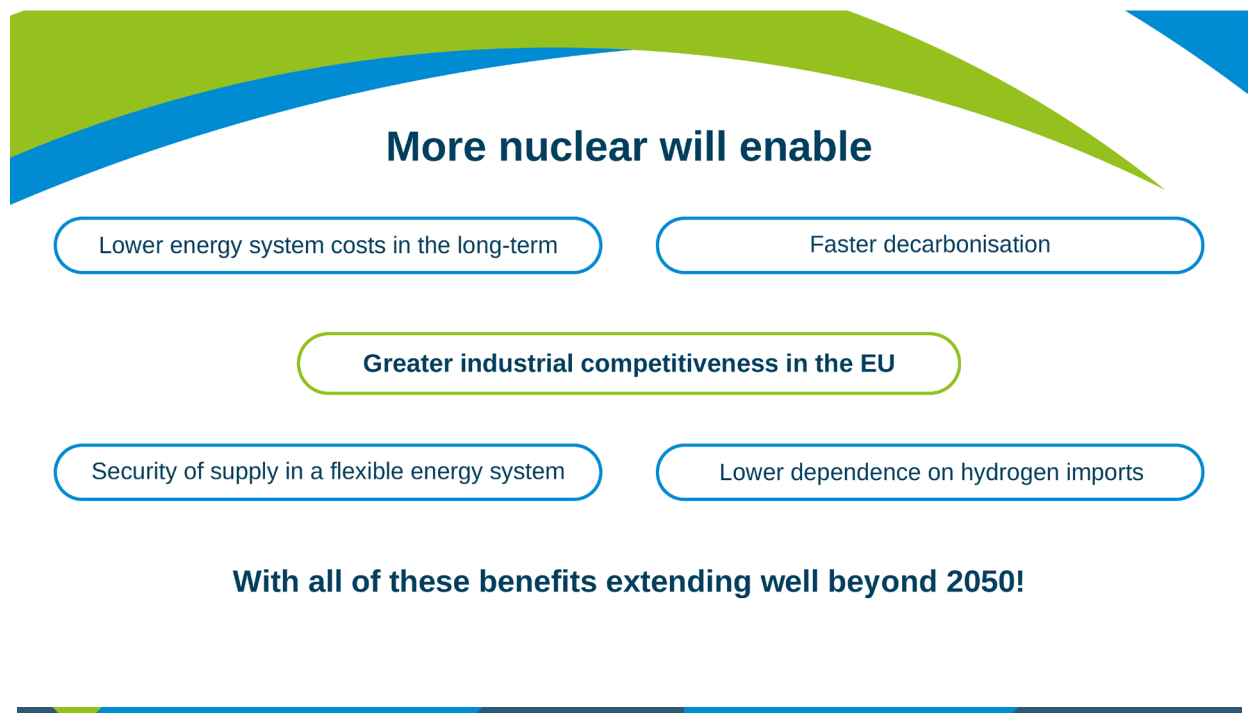 More nuclear will enable
Lower energy system costs in the long-term
Faster decarbonisation
Greater industrial competitiveness in the EU
Security of supply in a flexible energy system
Lower dependence on hydrogen imports
With all of these benefits extending well beyond 2050!